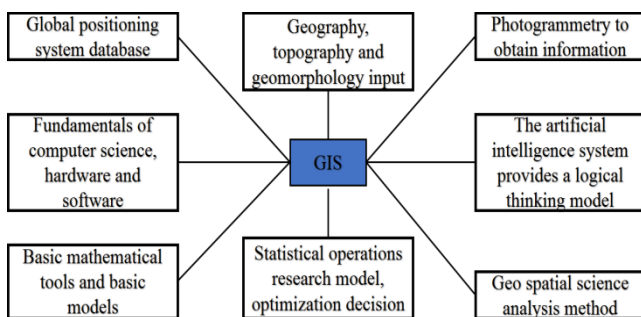 Global positioning
system database
Geography,
topography and
geomorphology input
Photogrammetry to
obtain information
Fundamentals of
computer science,
hardware and
software
GIS
The artificial
intelligence system
provides a logical
thinking model
Basic mathematical
tools and basic
models
Statistical operations
research model,
optimization decision
Geo spatial science
analysis method